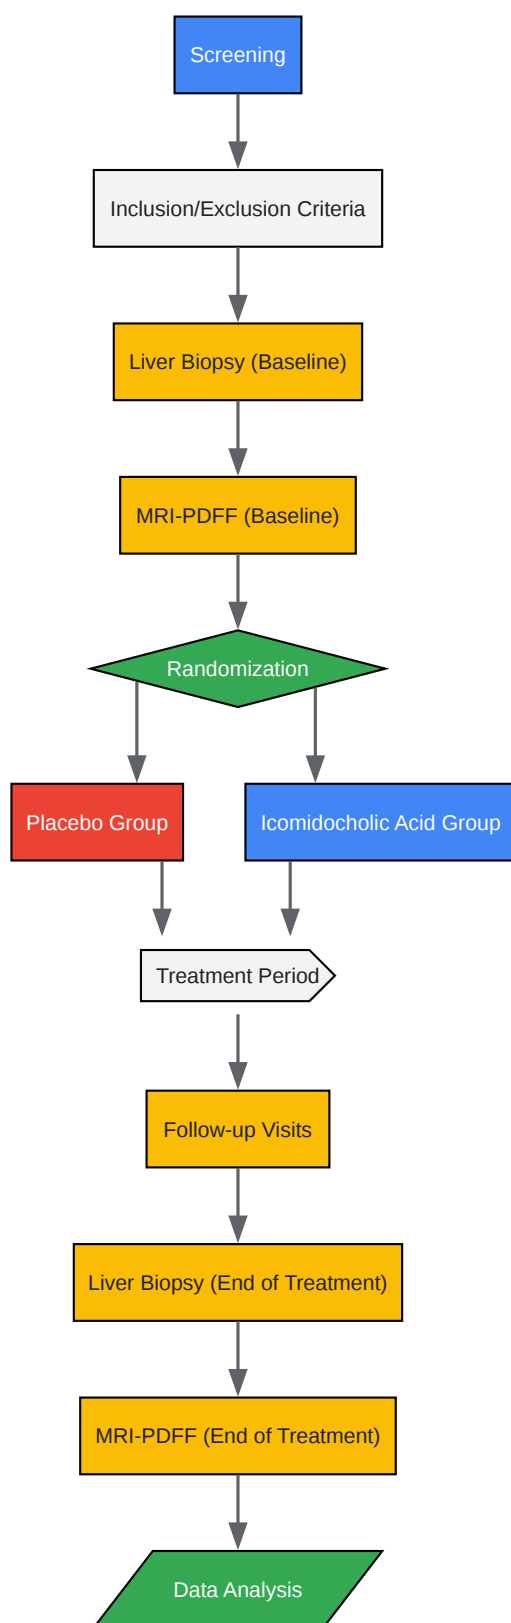 Screening
Inclusion/Exclusion Criteria
Liver Biopsy (Baseline)
MRI-PDFF (Baseline)
Randomization
Placebo Group
Icomidocholic Acid Group
Treatment Period
Follow-up Visits
Liver Biopsy (End of Treatment)
MRI-PDFF (End of Treatment)
Data Analysis